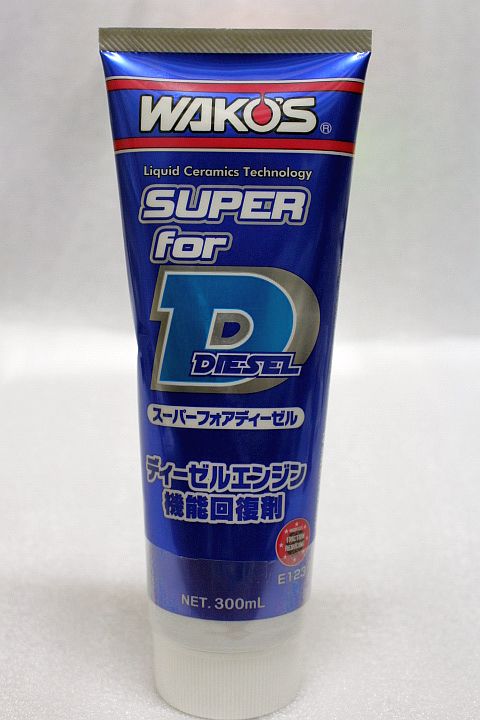 WAKO'S®
Liquid Ceramics Technology
SUPER
for
D
DIESEL
スーパーフォアディーゼル
ディーゼルエンジン
機能回復剤
FRICTION
E123
NET. 300mL